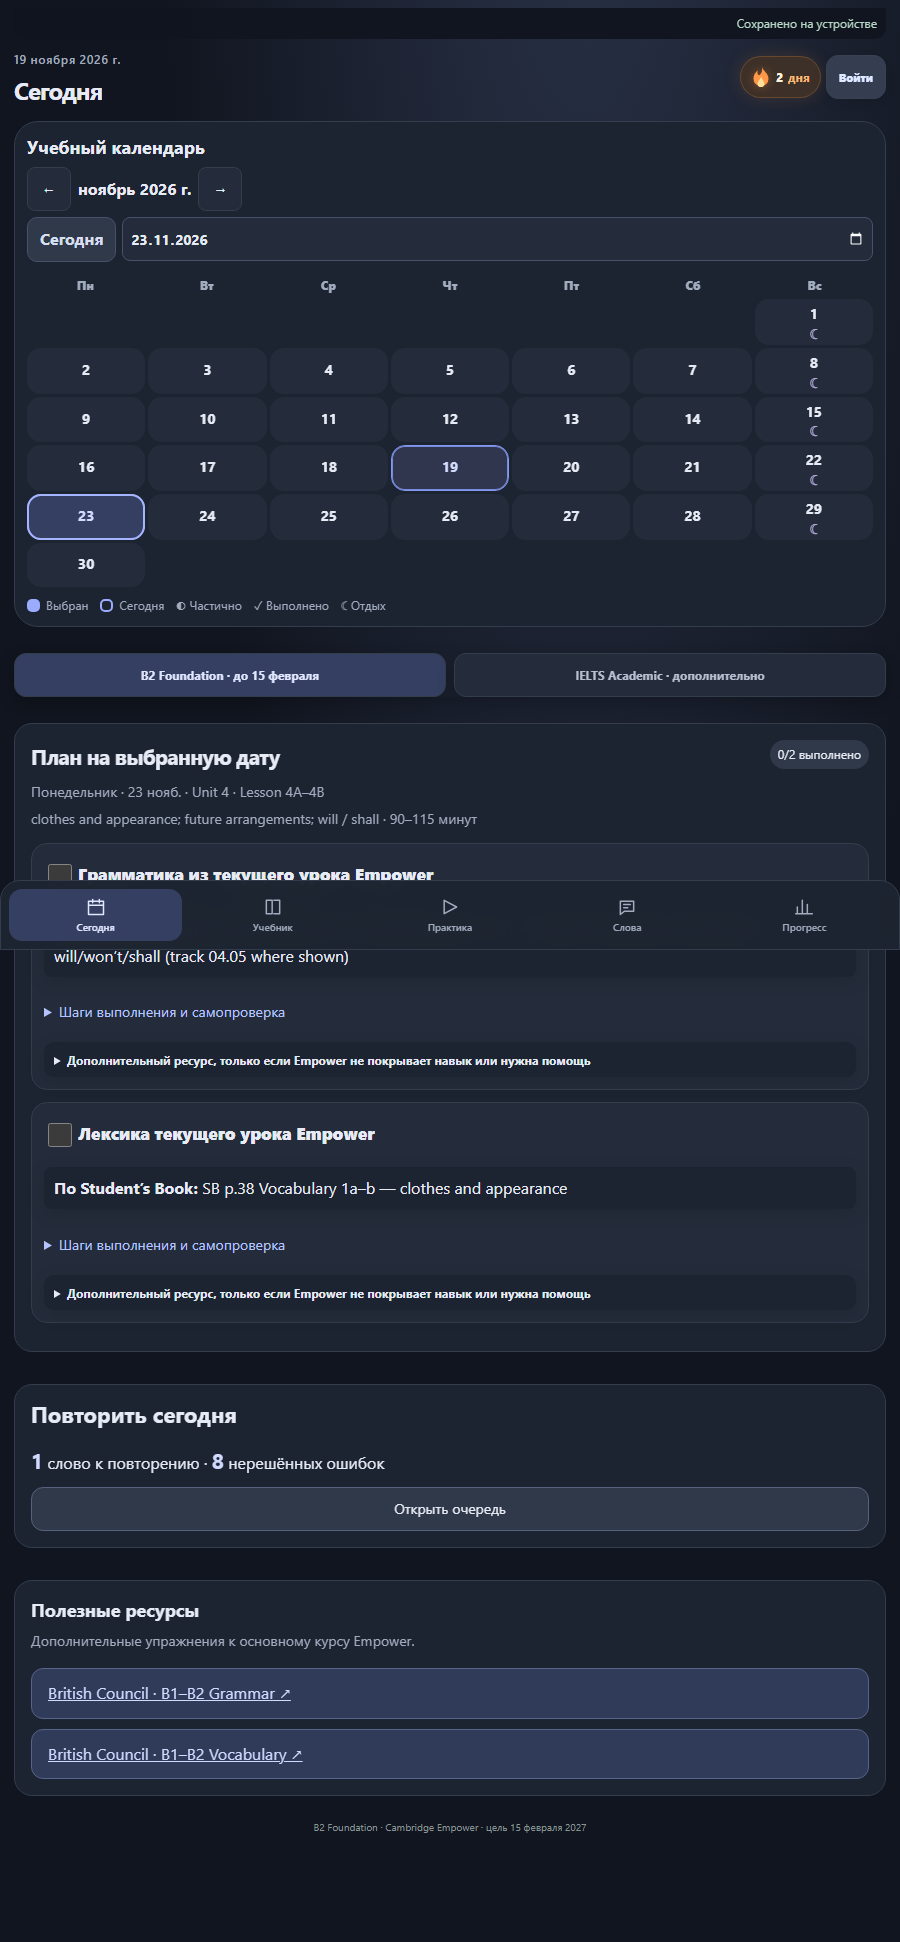 Сохранено на устройстве
19 ноября 2026 г.
Сегодня
2 дня
Войти
Учебный календарь
← ноябрь 2026 г. →
Сегодня 23.11.2026
Пн Вт Ср Чт Пт Сб Вс
1
☾
2 3 4 5 6 7 8
☾
9 10 11 12 13 14 15
☾
16 17 18 19 20 21 22
☾
23 24 25 26 27 28 29
☾
30
Выбран Сегодня ◐ Частично ✓ Выполнено ☾ Отдых
B2 Foundation · до 15 февраля
IELTS Academic · дополнительно
План на выбранную дату
0/2 выполнено
Понедельник · 23 нояб. · Unit 4 · Lesson 4A–4B
clothes and appearance; future arrangements; will / shall · 90–115 минут
Грамматика из текущего урока Empower
Сегодня Учебник Практика Слова Прогресс
will/won’t/shall (track 04.05 where shown)
▶ Шаги выполнения и самопроверка
▶ Дополнительный ресурс, только если Empower не покрывает навык или нужна помощь
Лексика текущего урока Empower
По Student’s Book: SB p.38 Vocabulary 1a–b — clothes and appearance
▶ Шаги выполнения и самопроверка
▶ Дополнительный ресурс, только если Empower не покрывает навык или нужна помощь
Повторить сегодня
1 слово к повторению · 8 нерешённых ошибок
Открыть очередь
Полезные ресурсы
Дополнительные упражнения к основному курсу Empower.
British Council · B1–B2 Grammar ↗
British Council · B1–B2 Vocabulary ↗
B2 Foundation · Cambridge Empower · цель 15 февраля 2027